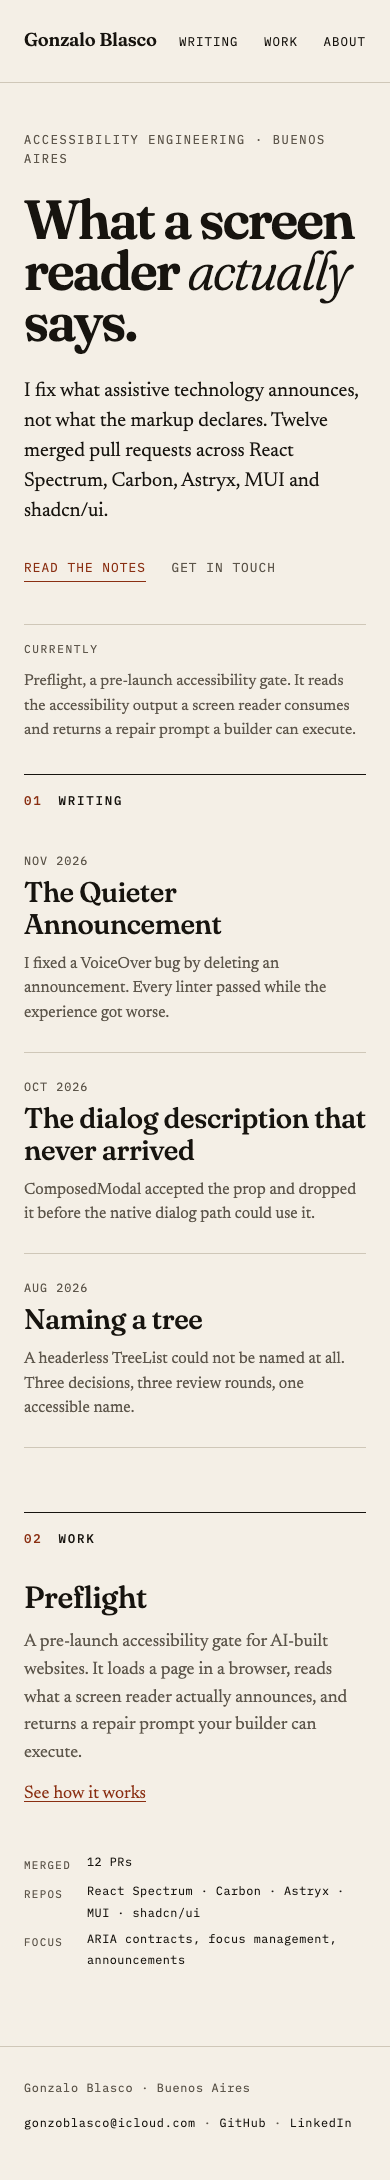 Gonzalo Blasco WRITING WORK ABOUT
ACCESSIBILITY ENGINEERING · BUENOS
AIRES
What a screen
reader actually
says.
I fix what assistive technology announces,
not what the markup declares. Twelve
merged pull requests across React
Spectrum, Carbon, Astryx, MUI and
shadcn/ui.
READ THE NOTES GET IN TOUCH
CURRENTLY
Preflight, a pre-launch accessibility gate. It reads
the accessibility output a screen reader consumes
and returns a repair prompt a builder can execute.
01 WRITING
NOV 2026
The Quieter
Announcement
I fixed a VoiceOver bug by deleting an
announcement. Every linter passed while the
experience got worse.
OCT 2026
The dialog description that
never arrived
ComposedModal accepted the prop and dropped
it before the native dialog path could use it.
AUG 2026
Naming a tree
A headerless TreeList could not be named at all.
Three decisions, three review rounds, one
accessible name.
02 WORK
Preflight
A pre-launch accessibility gate for AI-built
websites. It loads a page in a browser, reads
what a screen reader actually announces, and
returns a repair prompt your builder can
execute.
See how it works
MERGED 12 PRs
REPOS React Spectrum · Carbon · Astryx ·
MUI · shadcn/ui
FOCUS ARIA contracts, focus management,
announcements
Gonzalo Blasco · Buenos Aires
gonzoblasco@icloud.com · GitHub · LinkedIn